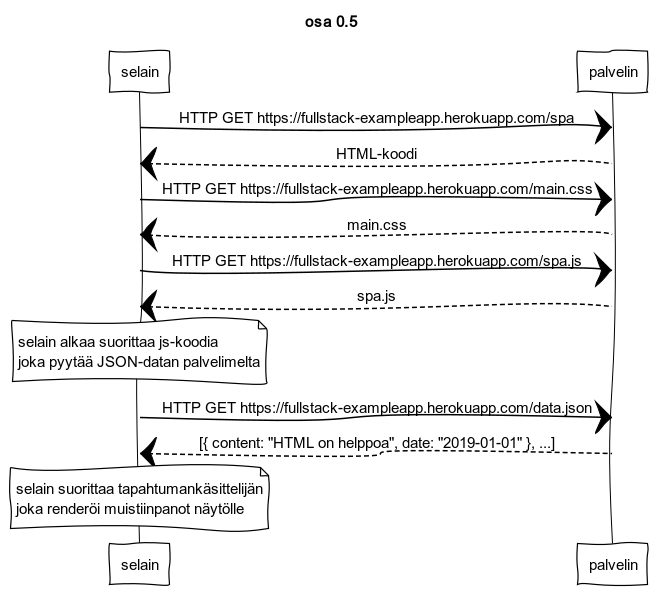 osa 0.5
selain
palvelin
HTTP GET https://fullstack-exampleapp.herokuapp.com/spa
HTML-koodi
HTTP GET https://fullstack-exampleapp.herokuapp.com/main.css
main.css
HTTP GET https://fullstack-exampleapp.herokuapp.com/spa.js
spa.js
selain alkaa suorittaa js-koodia
joka pyytää JSON-datan palvelimelta
HTTP GET https://fullstack-exampleapp.herokuapp.com/data.json
[{ content: "HTML on helppoa", date: "2019-01-01" }, ...]
selain suorittaa tapahtumankäsittelijän
joka renderöi muistiinpanot näytölle
selain
palvelin